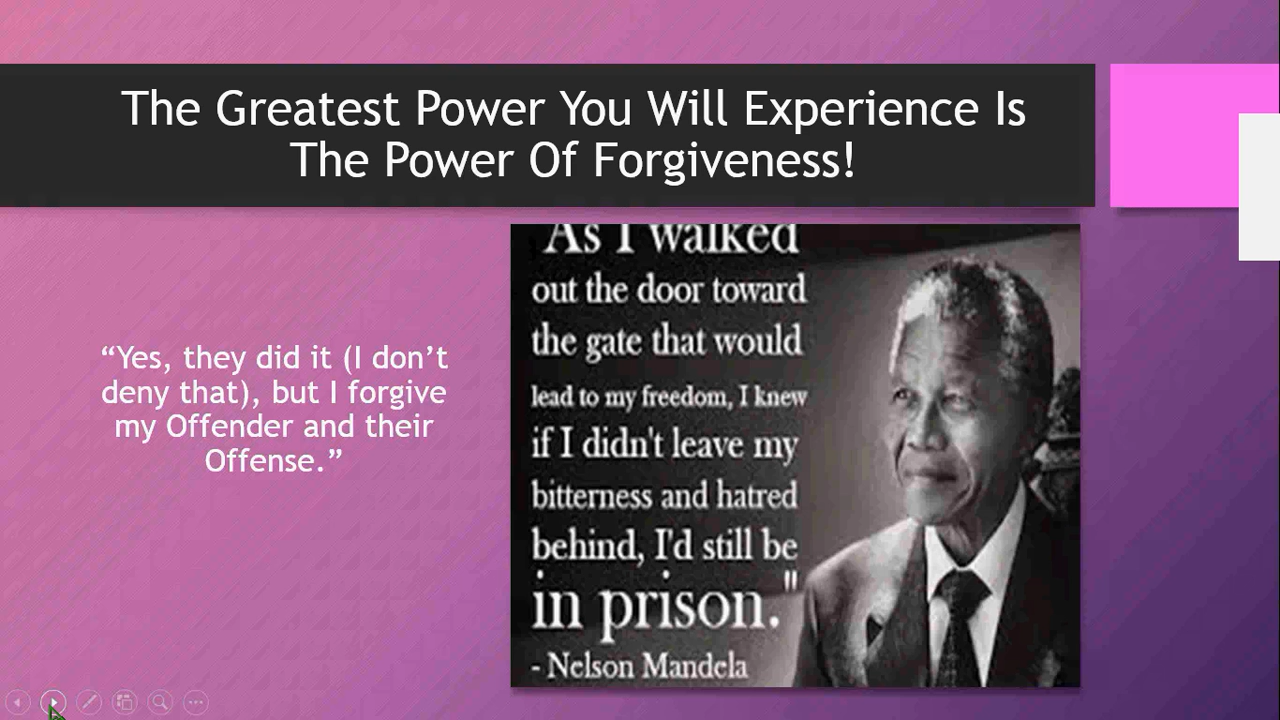 The Greatest Power You Will Experience Is
The Power Of Forgiveness!
“Yes, they did it (I don’t
deny that), but I forgive
my Offender and their
Offense.”
As I walked
out the door toward
the gate that would
lead to my freedom, I knew
if I didn't leave my
bitterness and hatred
behind, I'd still be
in prison."
- Nelson Mandela